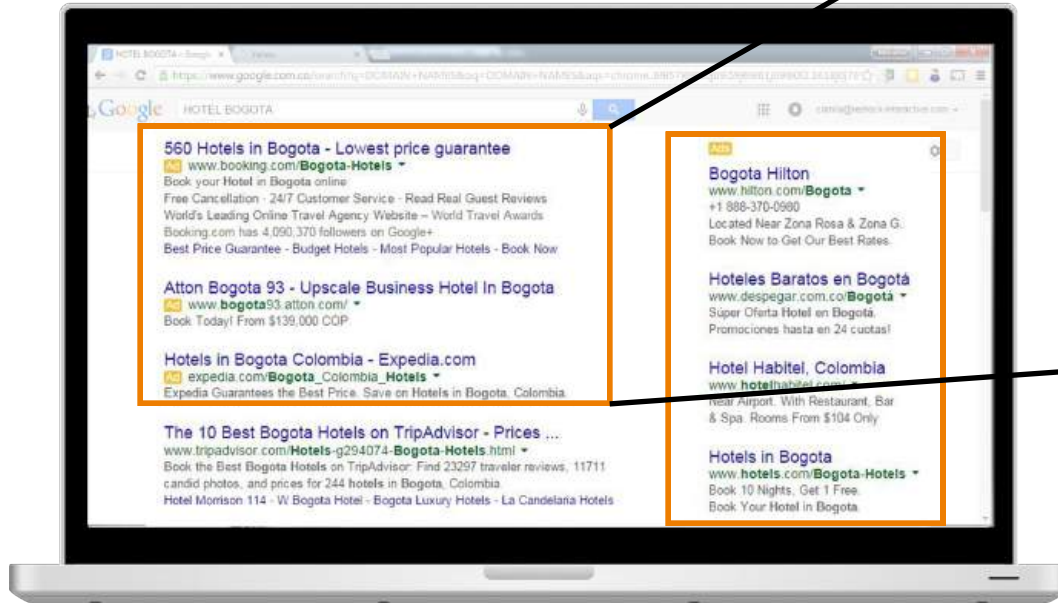 HOTEL BOGOTA - Google
Google HOTEL BOGOTA
560 Hotels in Bogota - Lowest price guarantee
Ad www.booking.com/Bogota-Hotels
Book your Hotel in Bogota online
Free Cancellation - 24/7 Customer Service - Read Real Guest Reviews
World's Leading Online Travel Agency Website – World Travel Awards
Booking.com has 4,090,370 followers on Google+
Best Price Guarantee - Budget Hotels - Most Popular Hotels - Book Now
Atton Bogota 93 - Upscale Business Hotel In Bogota
Ad www.bogota93.atton.com/
Book Today! From $139,000 COP
Hotels in Bogota Colombia - Expedia.com
Ad expedia.com/Bogota_Colombia_Hotels
Expedia Guarantees the Best Price. Save on Hotels in Bogota, Colombia.
The 10 Best Bogota Hotels on TripAdvisor - Prices ...
www.tripadvisor.com/Hotels-g294074-Bogota-Hotels.html
Book the Best Bogota Hotels on TripAdvisor: Find 23297 traveler reviews, 11711
candid photos, and prices for 244 hotels in Bogota, Colombia
Hotel Morrison 114 - W Bogota Hotel - Bogota Luxury Hotels - La Candelaria Hotels
Ads
Bogota Hilton
www.hilton.com/Bogota
+1 888-370-0980
Located Near Zona Rosa & Zona G.
Book Now to Get Our Best Rates.
Hoteles Baratos en Bogotá
www.despegar.com.co/Bogotá
Súper Oferta Hotel en Bogotá.
Promociones hasta en 24 cuotas!
Hotel Habitel, Colombia
www.hotelhabitel.com/
Near Airport. With Restaurant, Bar
& Spa. Rooms From $104 Only
Hotels in Bogota
www.hotels.com/Bogota-Hotels
Book 10 Nights, Get 1 Free.
Book Your Hotel in Bogota.